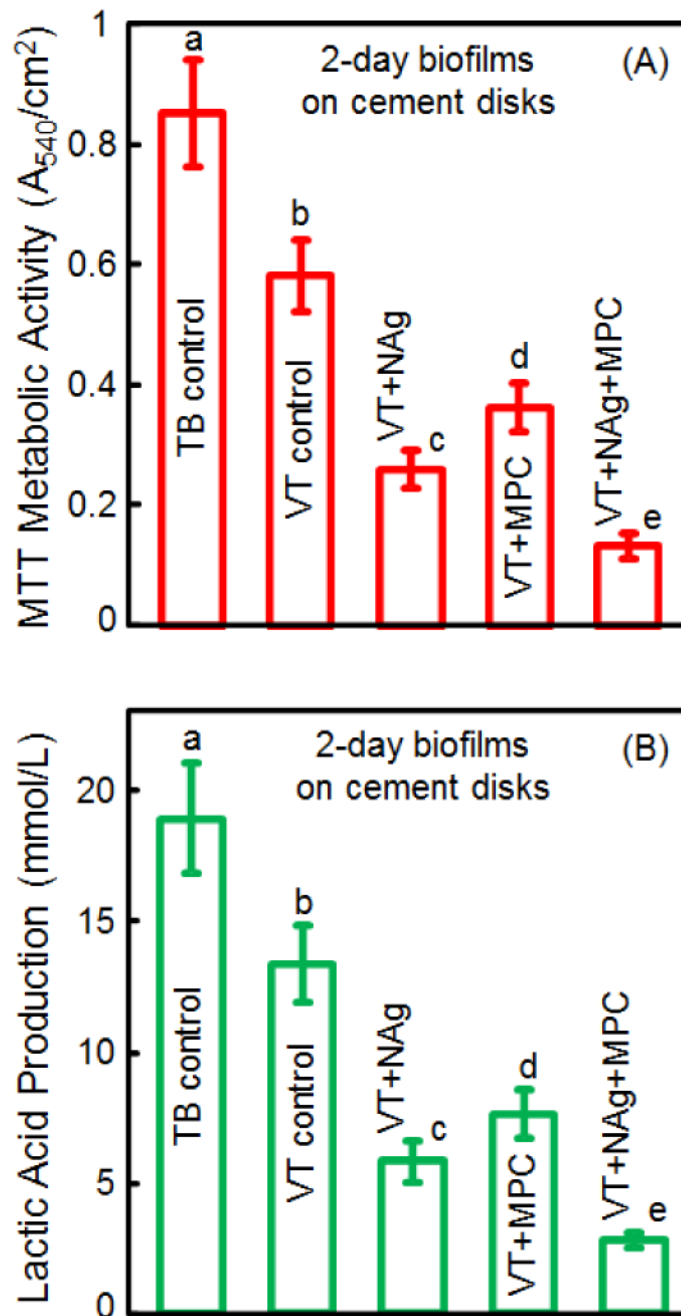 MTT Metabolic Activity (A₅₄₀/cm²)
1
0.8
0.6
0.4
0.2
0
2-day biofilms
on cement disks
(A)
a
TB control
b
VT control
VT+NAg
c
d
VT+MPC
VT+NAg+MPC
e
Lactic Acid Production (mmol/L)
20
15
10
5
0
2-day biofilms
on cement disks
(B)
a
TB control
b
VT control
VT+NAg
c
d
VT+MPC
VT+NAg+MPC
e